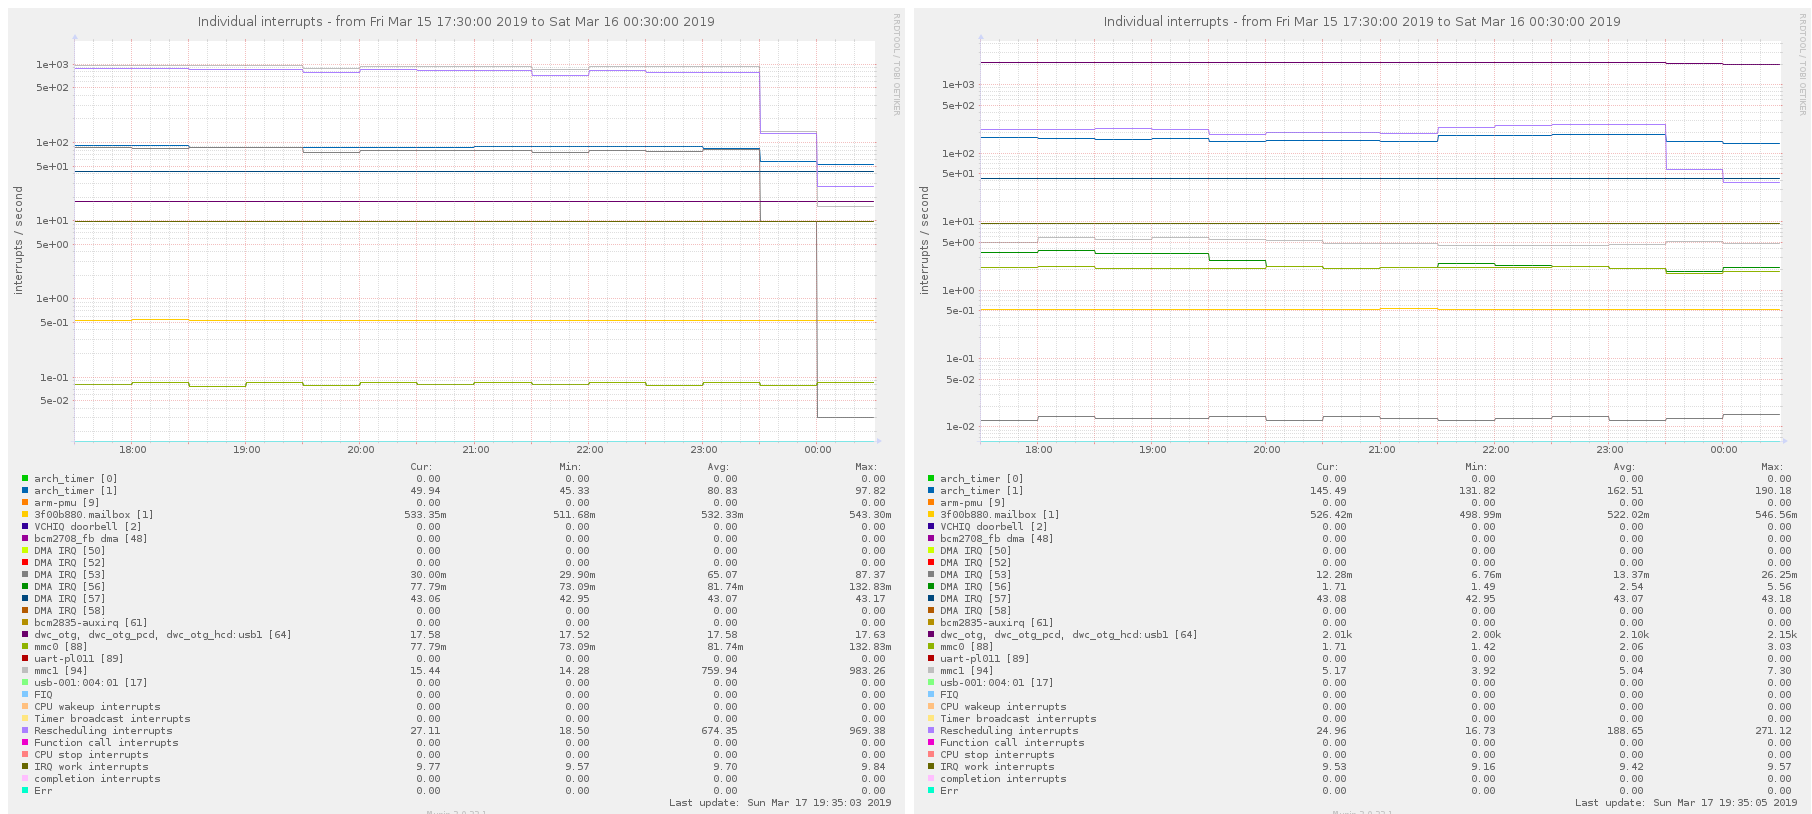 Individual interrupts - from Fri Mar 15 17:30:00 2019 to Sat Mar 16 00:30:00 2019
RRDTOOL / TOBI OETIKER
interrupts / second
1e+03
5e+02
1e+02
5e+01
1e+01
5e+00
1e+00
5e-01
1e-01
5e-02
18:00 19:00 20:00 21:00 22:00 23:00 00:00
Cur: Min: Avg: Max:
arch_timer [0] 0.00 0.00 0.00 0.00
arch_timer [1] 49.94 45.33 80.83 97.82
arm-pmu [9] 0.00 0.00 0.00 0.00
3f00b880.mailbox [1] 533.35m 511.68m 532.33m 543.30m
VCHIQ doorbell [2] 0.00 0.00 0.00 0.00
bcm2708_fb dma [48] 0.00 0.00 0.00 0.00
DMA IRQ [50] 0.00 0.00 0.00 0.00
DMA IRQ [52] 0.00 0.00 0.00 0.00
DMA IRQ [53] 30.00m 29.90m 65.07 87.37
DMA IRQ [56] 77.79m 73.09m 81.74m 132.83m
DMA IRQ [57] 43.06 42.95 43.07 43.17
DMA IRQ [58] 0.00 0.00 0.00 0.00
bcm2835-auxirq [61] 0.00 0.00 0.00 0.00
dwc_otg, dwc_otg_pcd, dwc_otg_hcd:usb1 [64] 17.58 17.52 17.58 17.63
mmc0 [88] 77.79m 73.09m 81.74m 132.83m
uart-pl011 [89] 0.00 0.00 0.00 0.00
mmc1 [94] 15.44 14.28 759.94 983.26
usb-001:004:01 [17] 0.00 0.00 0.00 0.00
FIQ 0.00 0.00 0.00 0.00
CPU wakeup interrupts 0.00 0.00 0.00 0.00
Timer broadcast interrupts 0.00 0.00 0.00 0.00
Rescheduling interrupts 27.11 18.50 674.35 969.38
Function call interrupts 0.00 0.00 0.00 0.00
CPU stop interrupts 0.00 0.00 0.00 0.00
IRQ work interrupts 9.77 9.57 9.70 9.84
completion interrupts 0.00 0.00 0.00 0.00
Err 0.00 0.00 0.00 0.00
Last update: Sun Mar 17 19:35:03 2019
Individual interrupts - from Fri Mar 15 17:30:00 2019 to Sat Mar 16 00:30:00 2019
RRDTOOL / TOBI OETIKER
interrupts / second
1e+03
5e+02
1e+02
5e+01
1e+01
5e+00
1e+00
5e-01
1e-01
5e-02
1e-02
18:00 19:00 20:00 21:00 22:00 23:00 00:00
Cur: Min: Avg: Max:
arch_timer [0] 0.00 0.00 0.00 0.00
arch_timer [1] 145.49 131.82 162.51 190.18
arm-pmu [9] 0.00 0.00 0.00 0.00
3f00b880.mailbox [1] 526.42m 498.99m 522.02m 546.56m
VCHIQ doorbell [2] 0.00 0.00 0.00 0.00
bcm2708_fb dma [48] 0.00 0.00 0.00 0.00
DMA IRQ [50] 0.00 0.00 0.00 0.00
DMA IRQ [52] 0.00 0.00 0.00 0.00
DMA IRQ [53] 12.28m 6.76m 13.37m 26.25m
DMA IRQ [56] 1.71 1.49 2.54 5.56
DMA IRQ [57] 43.08 42.95 43.07 43.18
DMA IRQ [58] 0.00 0.00 0.00 0.00
bcm2835-auxirq [61] 0.00 0.00 0.00 0.00
dwc_otg, dwc_otg_pcd, dwc_otg_hcd:usb1 [64] 2.01k 2.00k 2.10k 2.15k
mmc0 [88] 1.71 1.42 2.06 3.03
uart-pl011 [89] 0.00 0.00 0.00 0.00
mmc1 [94] 5.17 3.92 5.04 7.30
usb-001:004:01 [17] 0.00 0.00 0.00 0.00
FIQ 0.00 0.00 0.00 0.00
CPU wakeup interrupts 0.00 0.00 0.00 0.00
Timer broadcast interrupts 0.00 0.00 0.00 0.00
Rescheduling interrupts 24.96 16.73 188.65 271.12
Function call interrupts 0.00 0.00 0.00 0.00
CPU stop interrupts 0.00 0.00 0.00 0.00
IRQ work interrupts 9.53 9.16 9.42 9.57
completion interrupts 0.00 0.00 0.00 0.00
Err 0.00 0.00 0.00 0.00
Last update: Sun Mar 17 19:35:05 2019